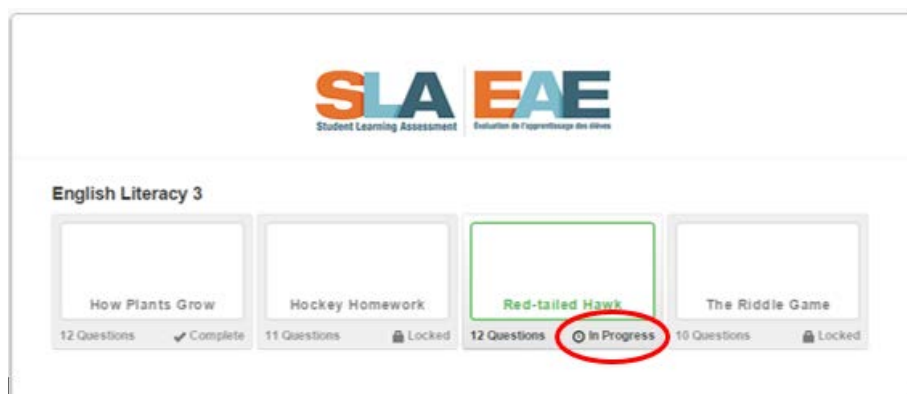 SLA EAE
Student Learning Assessment Évaluation de l'apprentissage des élèves
English Literacy 3
How Plants Grow Hockey Homework Red-tailed Hawk The Riddle Game
12 Questions Complete 11 Questions Locked 12 Questions In Progress 16 Questions Locked